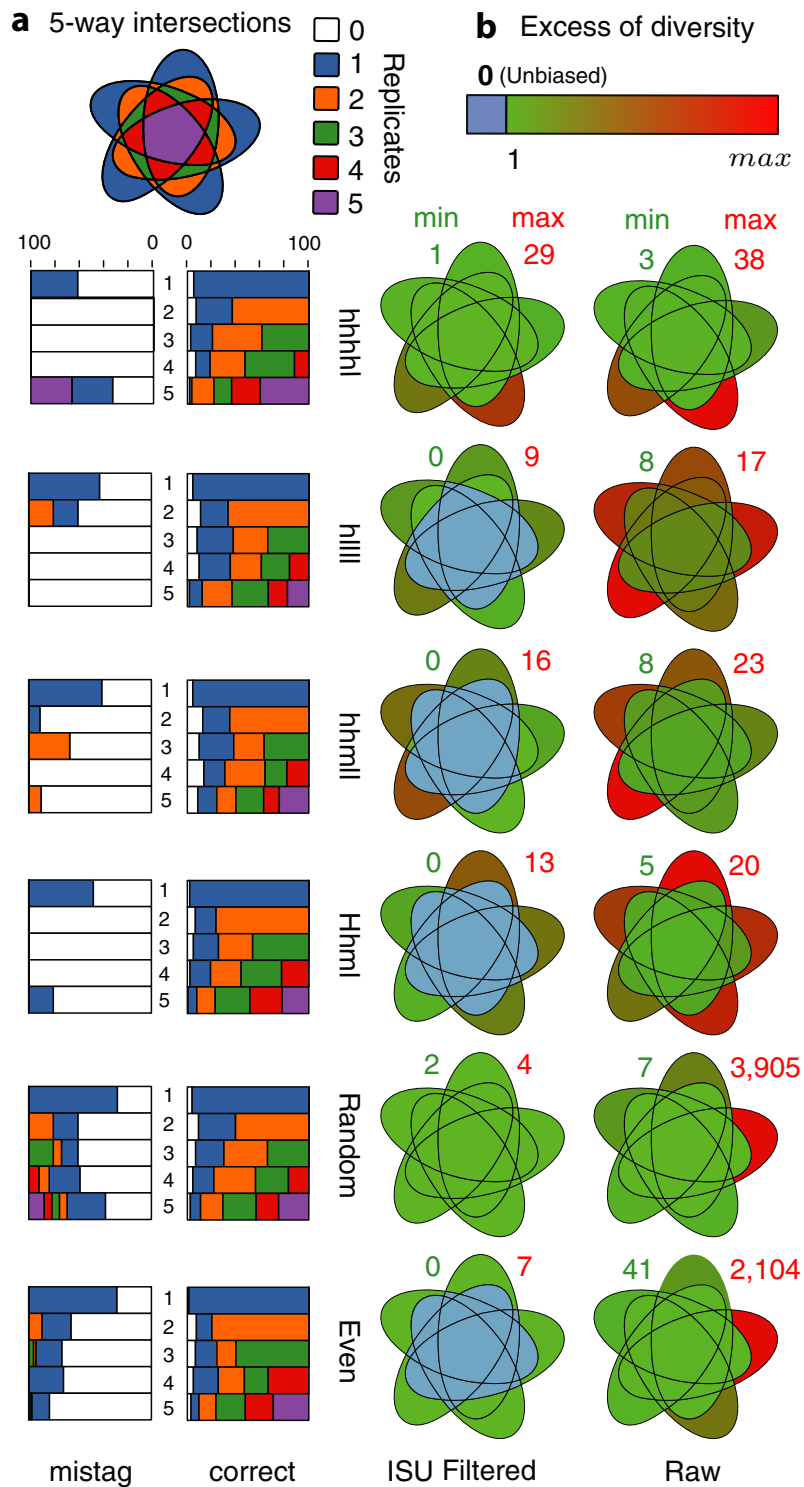 a 5-way intersections
0
1
2
3
4
5
Replicates
b Excess of diversity
0 (Unbiased)
1 max
100 0 0 100
min max min max
1 29 3 38
1
2
3
4
5
hhhhl
0 9 8 17
1
2
3
4
5
hllll
0 16 8 23
1
2
3
4
5
hhmll
0 13 5 20
1
2
3
4
5
Hhml
2 4 7 3,905
1
2
3
4
5
Random
0 7 41 2,104
1
2
3
4
5
Even
mistag correct ISU Filtered Raw